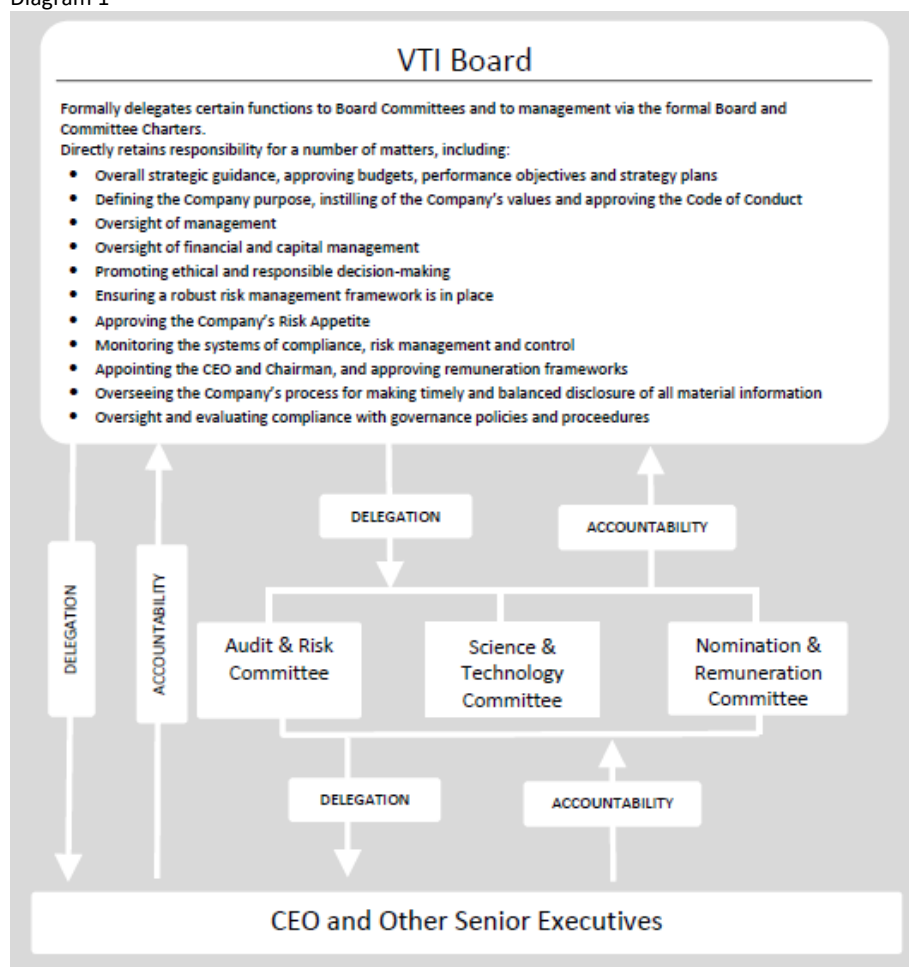 Diagram 1
VTI Board
Formally delegates certain functions to Board Committees and to management via the formal Board and
Committee Charters.
Directly retains responsibility for a number of matters, including:
• Overall strategic guidance, approving budgets, performance objectives and strategy plans
• Defining the Company purpose, instilling of the Company's values and approving the Code of Conduct
• Oversight of management
• Oversight of financial and capital management
• Promoting ethical and responsible decision-making
• Ensuring a robust risk management framework is in place
• Approving the Company's Risk Appetite
• Monitoring the systems of compliance, risk management and control
• Appointing the CEO and Chairman, and approving remuneration frameworks
• Overseeing the Company's process for making timely and balanced disclosure of all material information
• Oversight and evaluating compliance with governance policies and proceedures
DELEGATION
ACCOUNTABILITY
DELEGATION
ACCOUNTABILITY
Audit & Risk
Committee
Science &
Technology
Committee
Nomination &
Remuneration
Committee
DELEGATION
ACCOUNTABILITY
CEO and Other Senior Executives